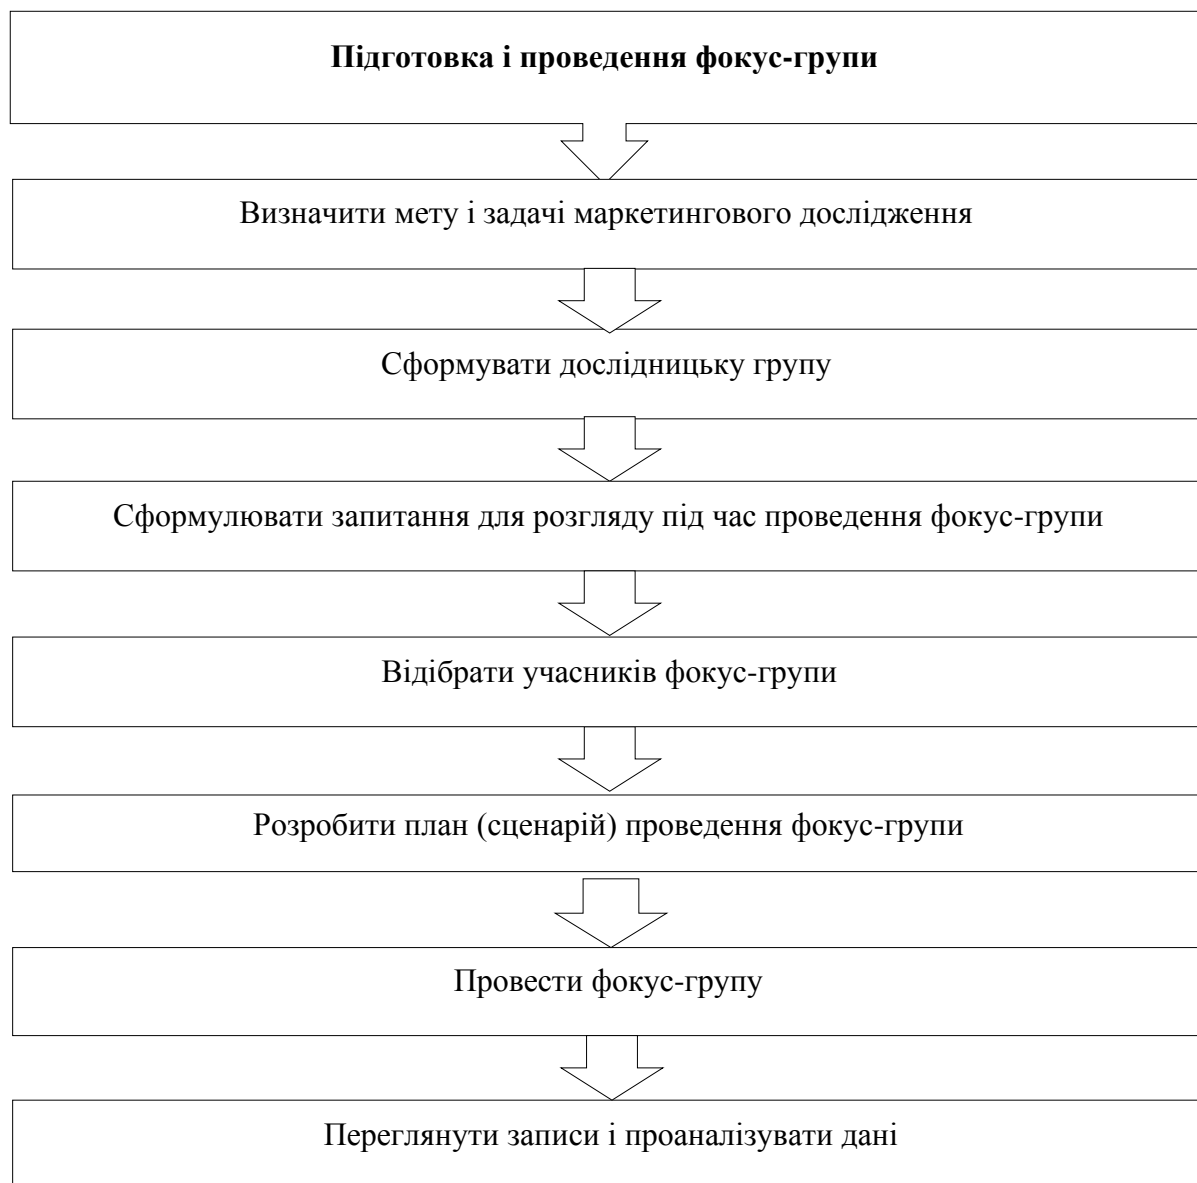 Підготовка і проведення фокус-групи
Визначити мету і задачі маркетингового дослідження
Сформувати дослідницьку групу
Сформулювати запитання для розгляду під час проведення фокус-групи
Відібрати учасників фокус-групи
Розробити план (сценарій) проведення фокус-групи
Провести фокус-групу
Переглянути записи і проаналізувати дані